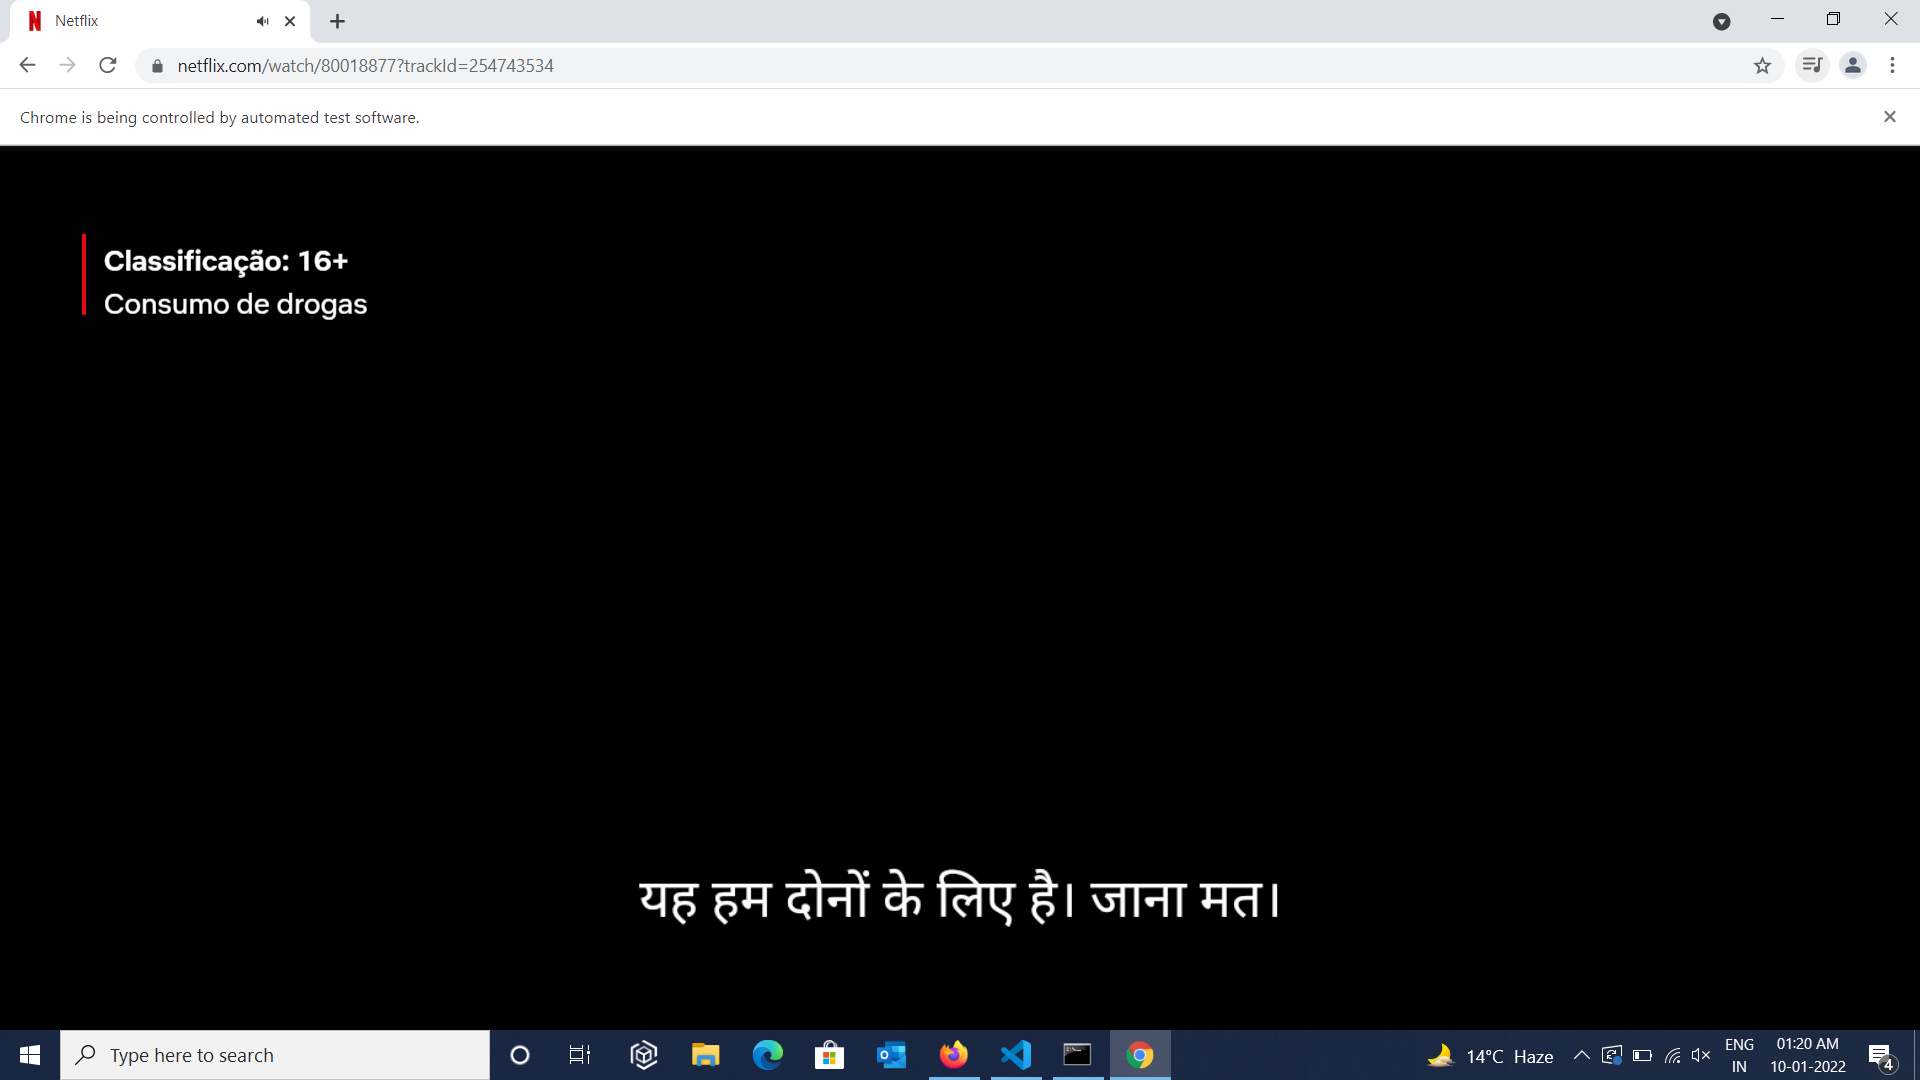 Netflix
netflix.com/watch/80018877?trackId=254743534
Chrome is being controlled by automated test software.
Classificação: 16+
Consumo de drogas
यह हम दोनों के लिए है। जाना मत।
Type here to search
14°C Haze
ENG
IN
01:20 AM
10-01-2022
4